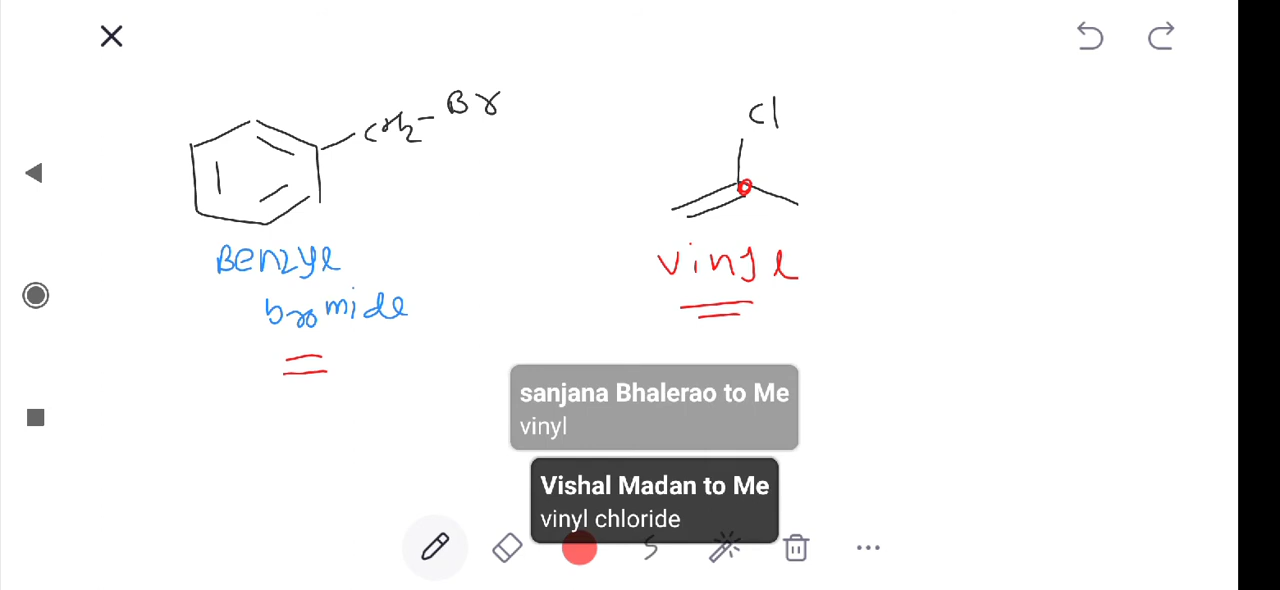 CH2-Br
Cl
Benzyl
bromide
vinyl
sanjana Bhalerao to Me
vinyl
Vishal Madan to Me
vinyl chloride